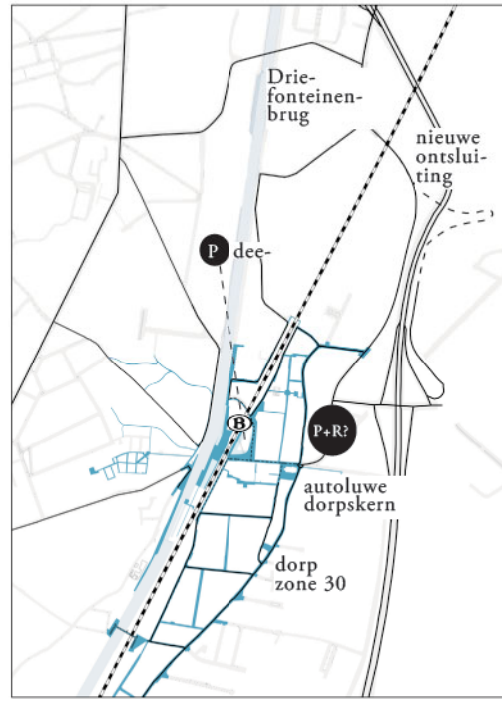 Drie-
fonteinen-
brug
nieuwe
ontslui-
ting
P dee-
B
P+R?
autoluwe
dorpskern
dorp
zone 30